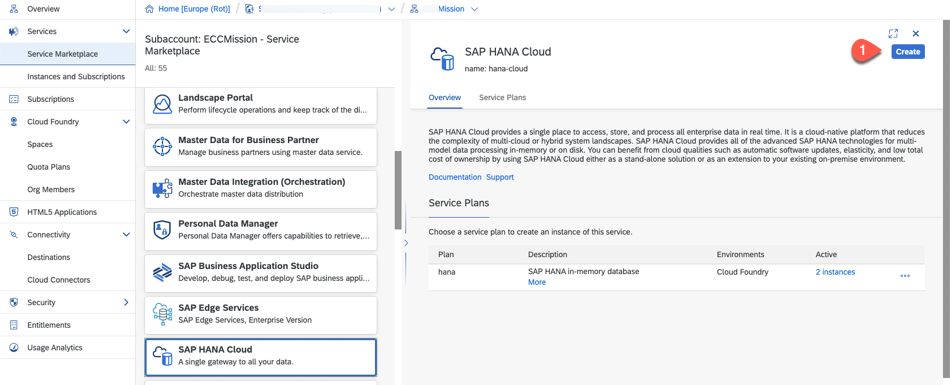 Overview
Services
Service Marketplace
Instances and Subscriptions
Subscriptions
Cloud Foundry
Spaces
Quota Plans
Org Members
HTML5 Applications
Connectivity
Destinations
Cloud Connectors
Security
Entitlements
Usage Analytics
Home [Europe (Rot)] / S / Mission
Subaccount: ECCMission - Service
Marketplace
All: 55
Landscape Portal
Perform lifecycle operations and keep track of the di...
Master Data for Business Partner
Manage business partners using master data service.
Master Data Integration (Orchestration)
Orchestrate master data distribution
Personal Data Manager
Personal Data Manager offers capabilities to retrieve,...
SAP Business Application Studio
Develop, debug, test, and deploy SAP business appli...
SAP Edge Services
SAP Edge Services, Enterprise Version
SAP HANA Cloud
A single gateway to all your data.
SAP HANA Cloud
name: hana-cloud
1
Create
Overview Service Plans
SAP HANA Cloud provides a single place to access, store, and process all enterprise data in real time. It is a cloud-native platform that reduces
the complexity of multi-cloud or hybrid system landscapes. SAP HANA Cloud provides all of the advanced SAP HANA technologies for multi-
model data processing in-memory or on disk. You can benefit from cloud qualities such as automatic software updates, elasticity, and low total
cost of ownership by using SAP HANA Cloud either as a stand-alone solution or as an extension to your existing on-premise environment.
Documentation Support
Service Plans
Choose a service plan to create an instance of this service.
Plan Description Environments Active
hana SAP HANA in-memory database Cloud Foundry 2 instances ...
More